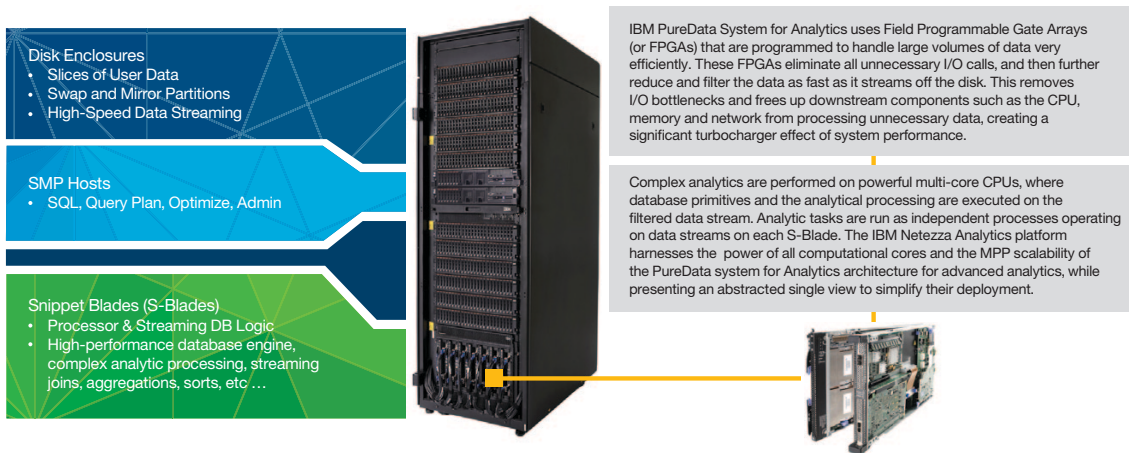 Disk Enclosures
• Slices of User Data
• Swap and Mirror Partitions
• High-Speed Data Streaming
SMP Hosts
• SQL, Query Plan, Optimize, Admin
Snippet Blades (S-Blades)
• Processor & Streaming DB Logic
• High-performance database engine,
complex analytic processing, streaming
joins, aggregations, sorts, etc …
IBM PureData System for Analytics uses Field Programmable Gate Arrays
(or FPGAs) that are programmed to handle large volumes of data very
efficiently. These FPGAs eliminate all unnecessary I/O calls, and then further
reduce and filter the data as fast as it streams off the disk. This removes
I/O bottlenecks and frees up downstream components such as the CPU,
memory and network from processing unnecessary data, creating a
significant turbocharger effect of system performance.
Complex analytics are performed on powerful multi-core CPUs, where
database primitives and the analytical processing are executed on the
filtered data stream. Analytic tasks are run as independent processes operating
on data streams on each S-Blade. The IBM Netezza Analytics platform
harnesses the power of all computational cores and the MPP scalability of
the PureData system for Analytics architecture for advanced analytics, while
presenting an abstracted single view to simplify their deployment.